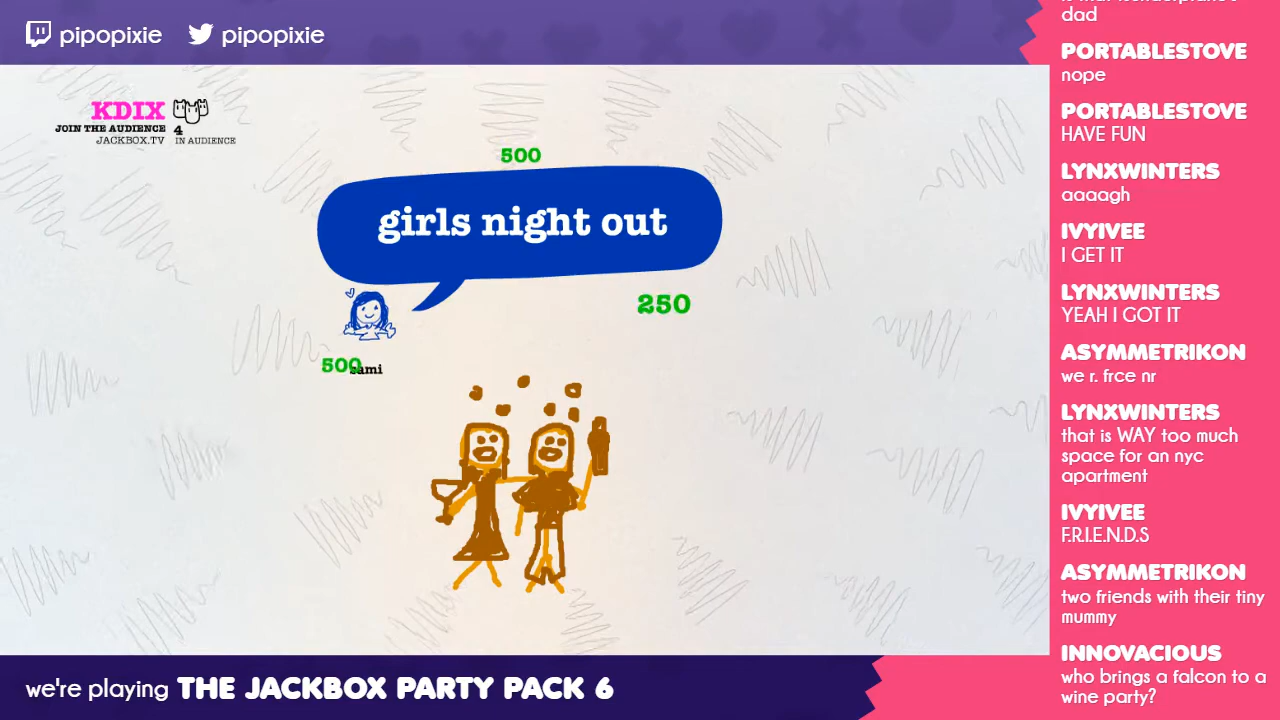 pipopixie pipopixie
KDIX
JOIN THE AUDIENCE 4
JACKBOX.TV IN AUDIENCE
500
girls night out
250
500
sami
we're playing THE JACKBOX PARTY PACK 6
dad
PORTABLESTOVE
nope
PORTABLESTOVE
HAVE FUN
LYNXWINTERS
aaaagh
IVYIVEE
I GET IT
LYNXWINTERS
YEAH I GOT IT
ASYMMETRIKON
we r. frce nr
LYNXWINTERS
that is WAY too much
space for an nyc
apartment
IVYIVEE
F.R.I.E.N.D.S
ASYMMETRIKON
two friends with their tiny
mummy
INNOVACIOUS
who brings a falcon to a
wine party?